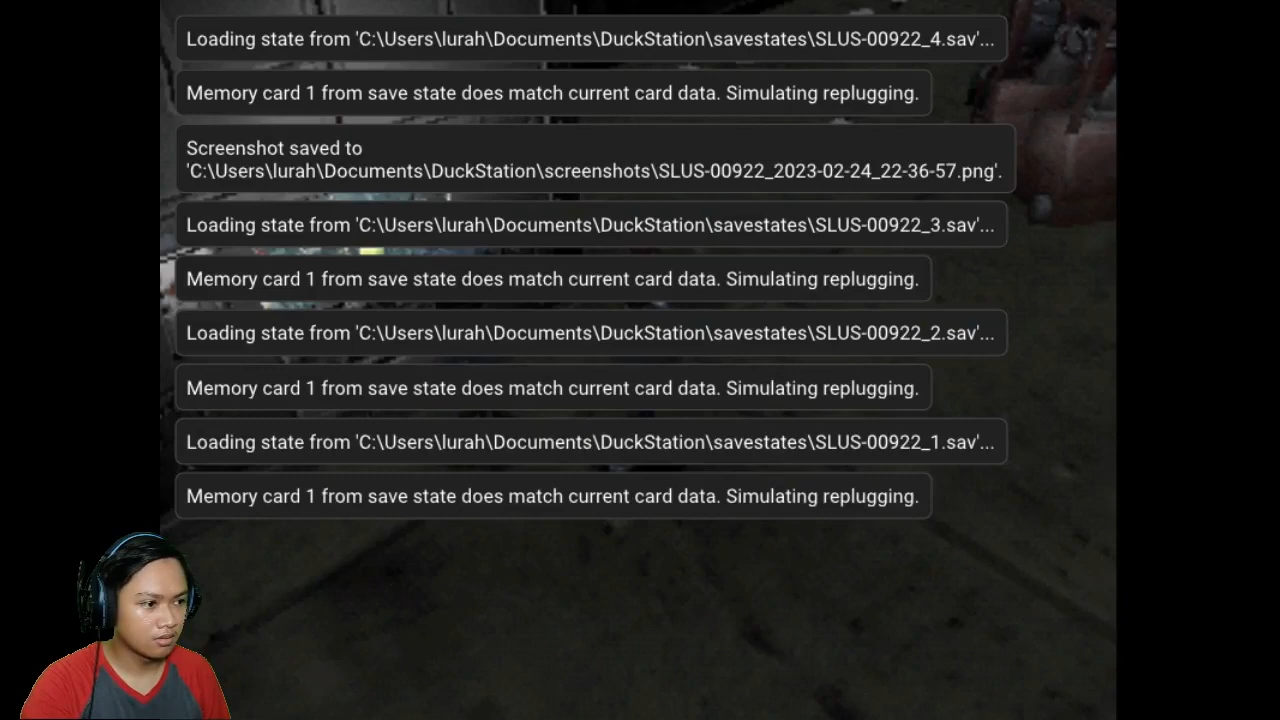 Loading state from 'C:\Users\lurah\Documents\DuckStation\savestates\SLUS-00922_4.sav'...
Memory card 1 from save state does match current card data. Simulating replugging.
Screenshot saved to
'C:\Users\lurah\Documents\DuckStation\screenshots\SLUS-00922_2023-02-24_22-36-57.png'.
Loading state from 'C:\Users\lurah\Documents\DuckStation\savestates\SLUS-00922_3.sav'...
Memory card 1 from save state does match current card data. Simulating replugging.
Loading state from 'C:\Users\lurah\Documents\DuckStation\savestates\SLUS-00922_2.sav'...
Memory card 1 from save state does match current card data. Simulating replugging.
Loading state from 'C:\Users\lurah\Documents\DuckStation\savestates\SLUS-00922_1.sav'...
Memory card 1 from save state does match current card data. Simulating replugging.